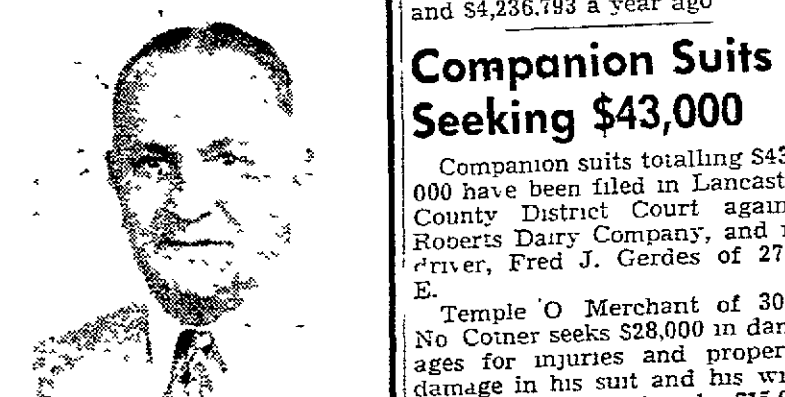 and $4,236,793 a year ago
Companion Suits
Seeking $43,000
Companion suits totalling $43
000 have been filed in Lancast
County District Court again
Roberts Dairy Company, and
driver, Fred J. Gerdes of 27
E.
Temple O Merchant of 30
No Cotner seeks $28,000 in dam
ages for injuries and proper
damage in his suit and his wi